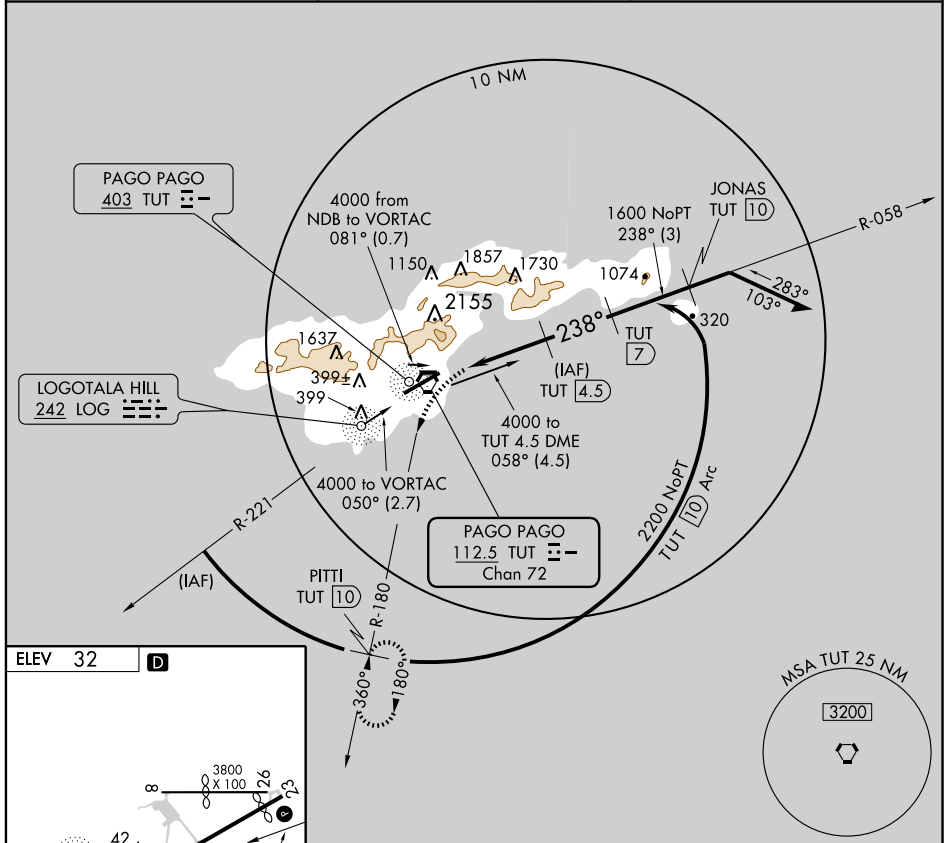 10 NM
PAGO PAGO
403 TUT
4000 from
NDB to VORTAC
081° (0.7)
1600 NoPT
238° (3)
JONAS
TUT 10
R-058
1150
1857
1730
1074
283°
103°
2155
320
238°
TUT
7
1637
(IAF)
TUT 4.5
399±
399
LOGOTALA HILL
242 LOG
4000 to
TUT 4.5 DME
058° (4.5)
4000 to VORTAC
050° (2.7)
R-221
2200 NoPT
TUT 10 Arc
PAGO PAGO
112.5 TUT
Chan 72
(IAF)
PITTI
TUT 10
R-180
360°
180°
ELEV 32
D
MSA TUT 25 NM
3200
8
3800
X 100
26
23
P
42